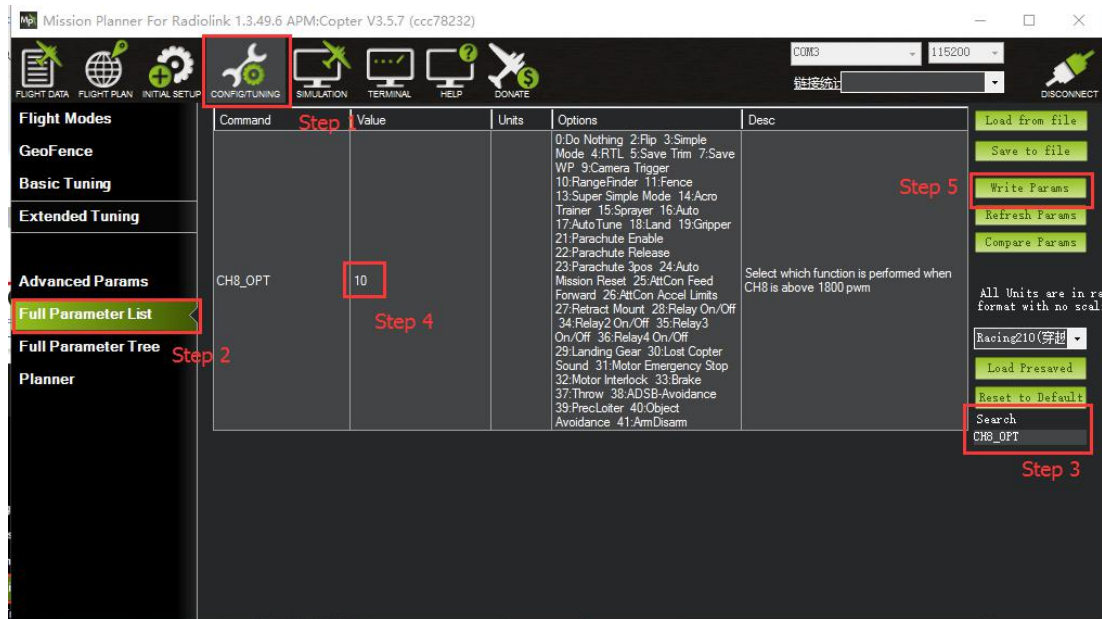 Mission Planner For Radiolink 1.3.49.6 APM:Copter V3.5.7 (ccc78232)
FLIGHT DATA
FLIGHT PLAN
INITIAL SETUP
CONFIG/TUNING
SIMULATION
TERMINAL
HELP
DONATE
COM3
115200
链接统计
DISCONNECT
Step 1
Flight Modes
GeoFence
Basic Tuning
Extended Tuning
Advanced Params
Full Parameter List
Full Parameter Tree
Planner
Step 2
Command
Value
Units
Options
Desc
CH8_OPT
10
Step 4
0:Do Nothing 2:Flip 3:Simple
Mode 4:RTL 5:Save Trim 7:Save
WP 9:Camera Trigger
10:RangeFinder 11:Fence
13:Super Simple Mode 14:Acro
Trainer 15:Sprayer 16:Auto
17:AutoTune 18:Land 19:Gripper
21:Parachute Enable
22:Parachute Release
23:Parachute 3pos 24:Auto
Mission Reset 25:AttCon Feed
Forward 26:AttCon Accel Limits
27:Retract Mount 28:Relay On/Off
34:Relay2 On/Off 35:Relay3
On/Off 36:Relay4 On/Off
29:Landing Gear 30:Lost Copter
Sound 31:Motor Emergency Stop
32:Motor Interlock 33:Brake
37:Throw 38:ADSB-Avoidance
39:PrecLoiter 40:Object
Avoidance 41:ArmDisarm
Select which function is performed when
CH8 is above 1800 pwm
Load from file
Save to file
Step 5
Write Params
Refresh Params
Compare Params
All Units are in ra
format with no scal
Racing210(穿越
Load Presaved
Reset to Default
Search
CH8_OPT
Step 3